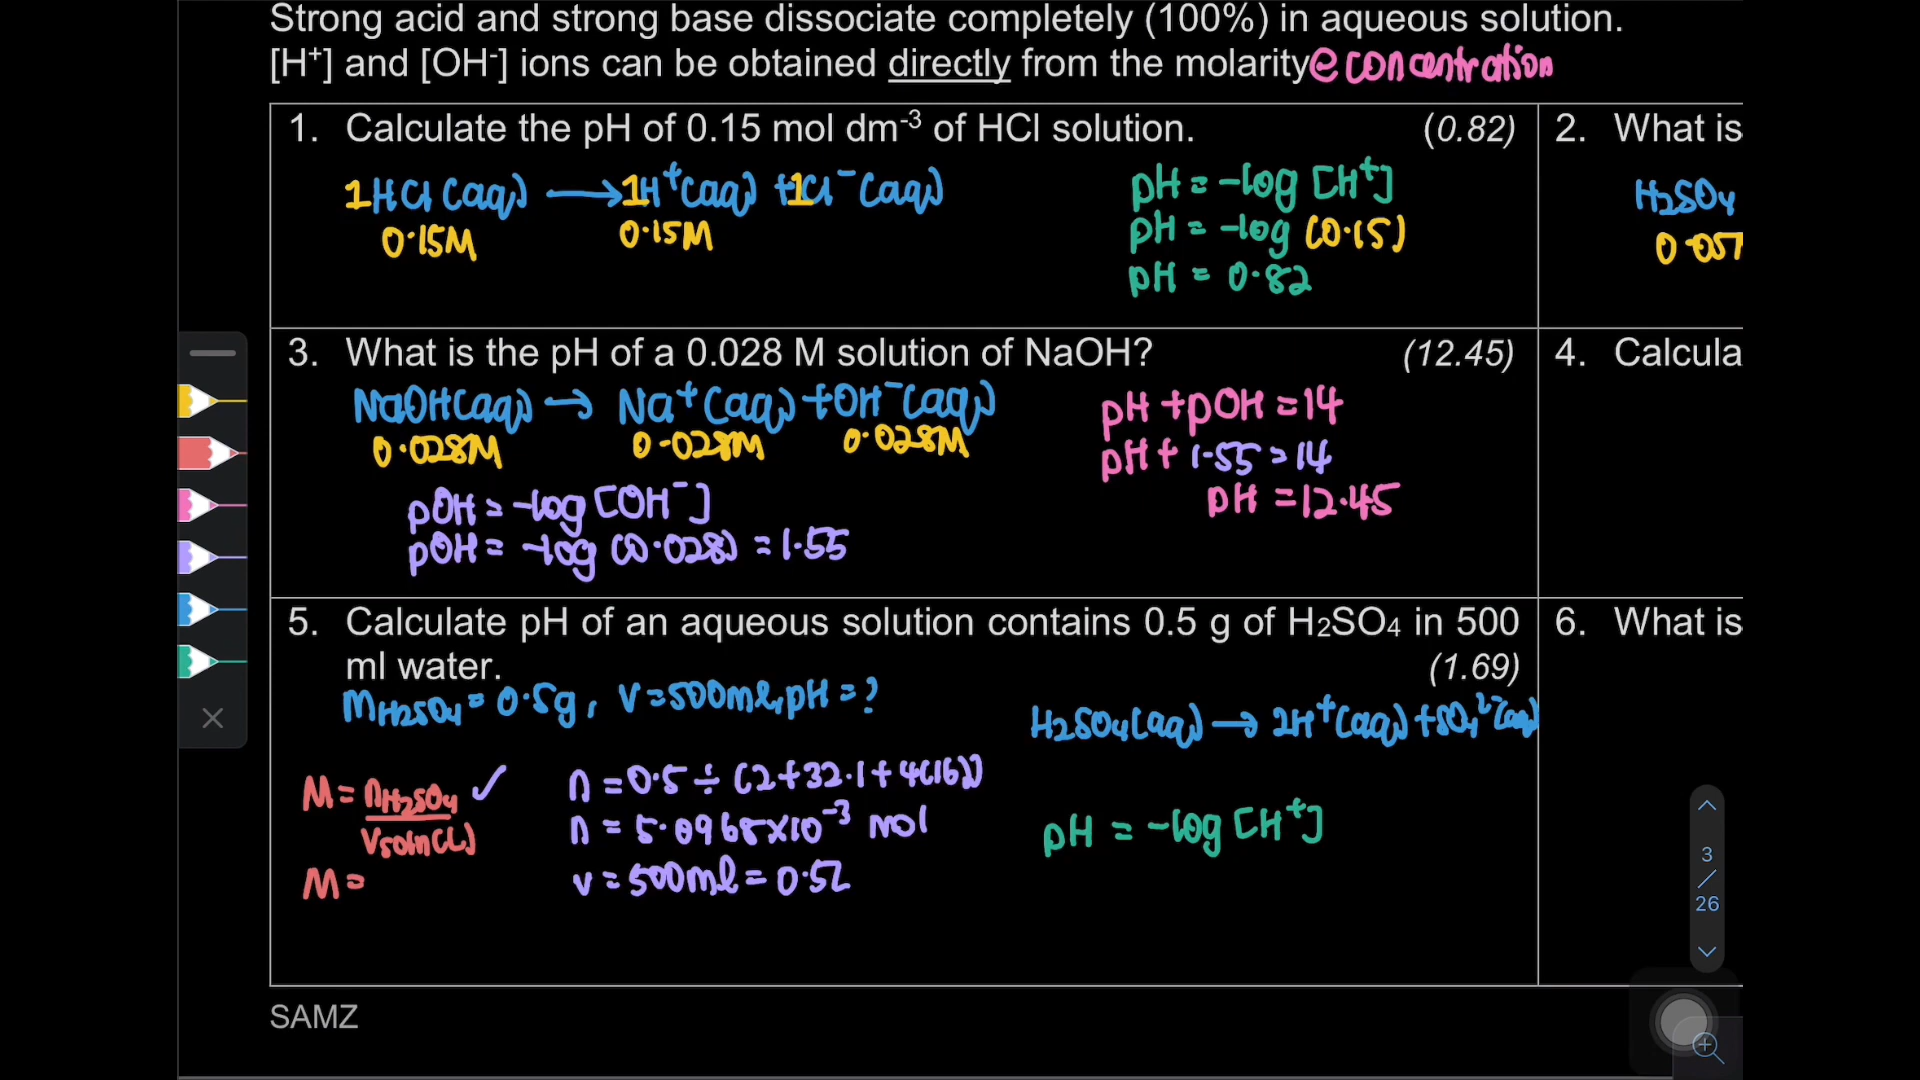 Strong acid and strong base dissociate completely (100%) in aqueous solution.
[H⁺] and [OH⁻] ions can be obtained directly from the molarity@concentration
1. Calculate the pH of 0.15 mol dm⁻³ of HCl solution. (0.82)
1HCl(aq) → 1H⁺(aq) + 1Cl⁻(aq)
0.15M 0.15M
pH = -log [H⁺]
pH = -log (0.15)
pH = 0.82
2. What is
H₂SO₄
0.05
3. What is the pH of a 0.028 M solution of NaOH? (12.45)
NaOH(aq) → Na⁺(aq) + OH⁻(aq)
0.028M 0.028M 0.028M
pOH = -log [OH⁻]
pOH = -log (0.028) = 1.55
pH + pOH = 14
pH + 1.55 = 14
pH = 12.45
4. Calcula
5. Calculate pH of an aqueous solution contains 0.5 g of H₂SO₄ in 500
ml water. (1.69)
mH₂SO₄ = 0.5g, V = 500ml, pH = ?
H₂SO₄(aq) → 2H⁺(aq) + SO₄²⁻(aq)
M = nH₂SO₄ ✓
Vsoln(L)
M =
n = 0.5 ÷ (2+32.1+4(16))
n = 5.0968×10⁻³ mol
v = 500ml = 0.5L
pH = -log [H⁺]
6. What is
3
/
26
SAMZ